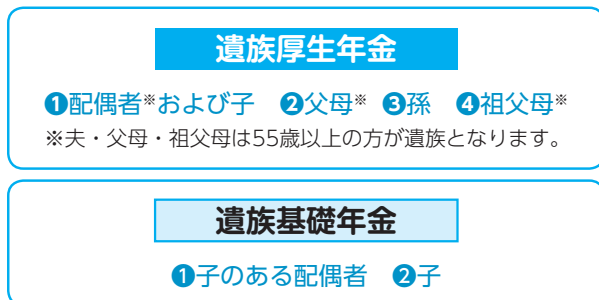 遺族厚生年金
❶配偶者※および子 ❷父母※ ❸孫 ❹祖父母※
※夫・父母・祖父母は55歳以上の方が遺族となります。
遺族基礎年金
❶子のある配偶者 ❷子